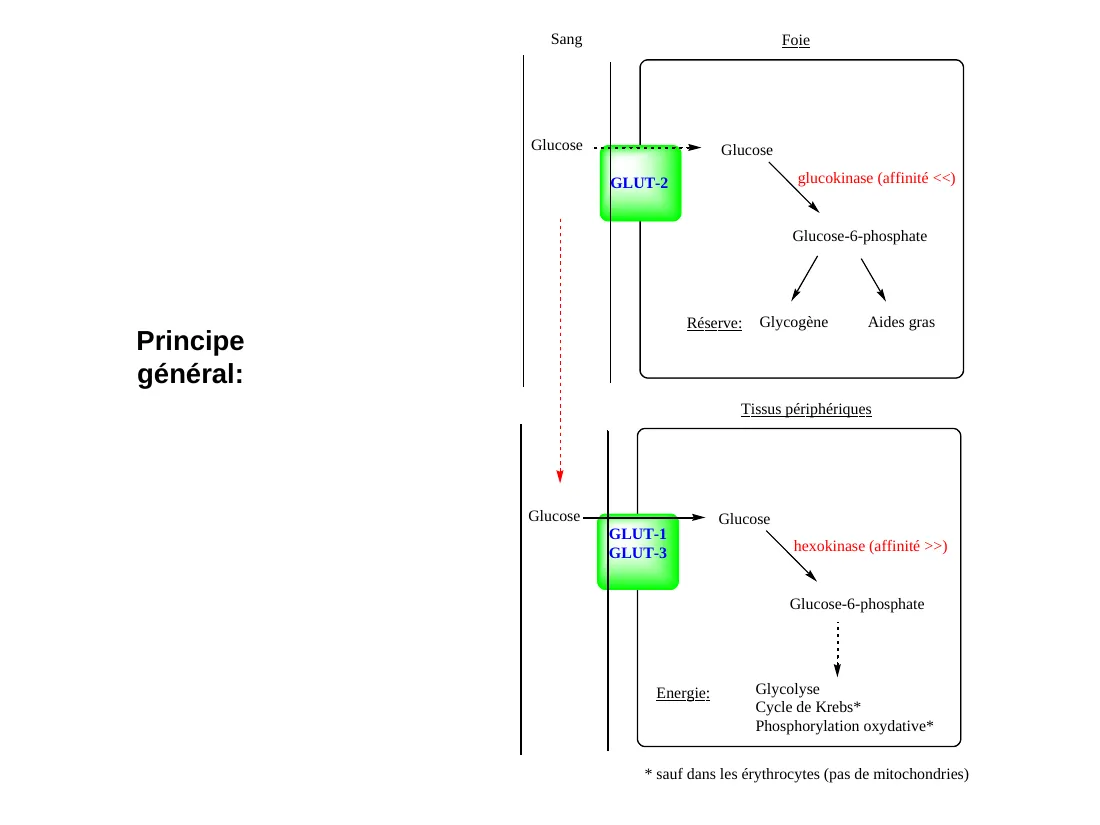 Principe
général:
Sang
Foie
Glucose
Glucose
GLUT-2
glucokinase (affinité <<)
Glucose-6-phosphate
Réserve:
Glycogène
Aides gras
Tissus périphériques
Glucose
Glucose
GLUT-1
GLUT-3
hexokinase (affinité >>)
Glucose-6-phosphate
Energie:
Glycolyse
Cycle de Krebs*
Phosphorylation oxydative*
* sauf dans les érythrocytes (pas de mitochondries)